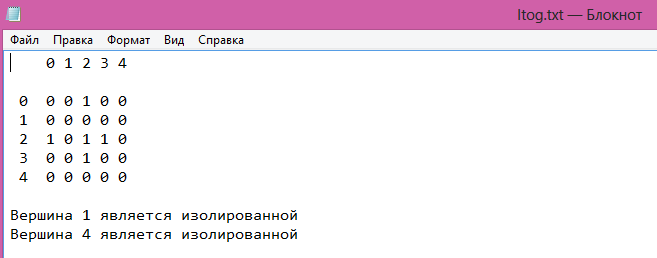 Itog.txt — Блокнот
Файл Правка Формат Вид Справка
0 1 2 3 4
0 0 0 1 0 0
1 0 0 0 0 0
2 1 0 1 1 0
3 0 0 1 0 0
4 0 0 0 0 0
Вершина 1 является изолированной
Вершина 4 является изолированной